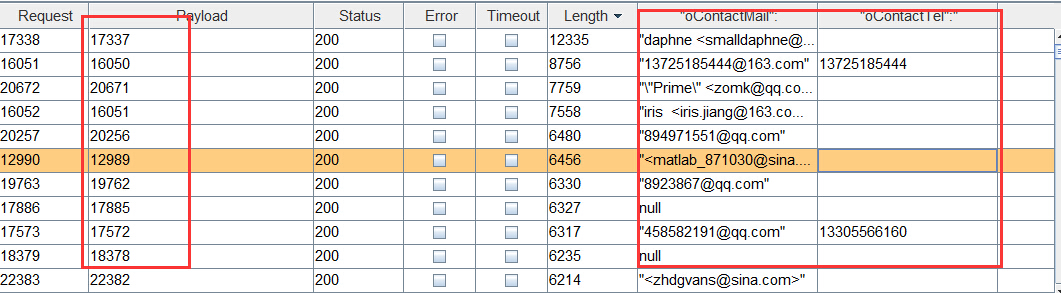 Request Payload Status Error Timeout Length "oContactMail": "oContactTel":"
17338 17337 200 12335 "daphne <smalldaphne@...
16051 16050 200 8756 "13725185444@163.com" 13725185444
20672 20671 200 7759 "\"Prime\" <zomk@qq.co...
16052 16051 200 7558 "iris <iris.jiang@163.co...
20257 20256 200 6480 "894971551@qq.com"
12990 12989 200 6456 "<matlab_871030@sina....
19763 19762 200 6330 "8923867@qq.com"
17886 17885 200 6327 null
17573 17572 200 6317 "458582191@qq.com" 13305566160
18379 18378 200 6235 null
22383 22382 200 6214 "<zhdgvans@sina.com>"